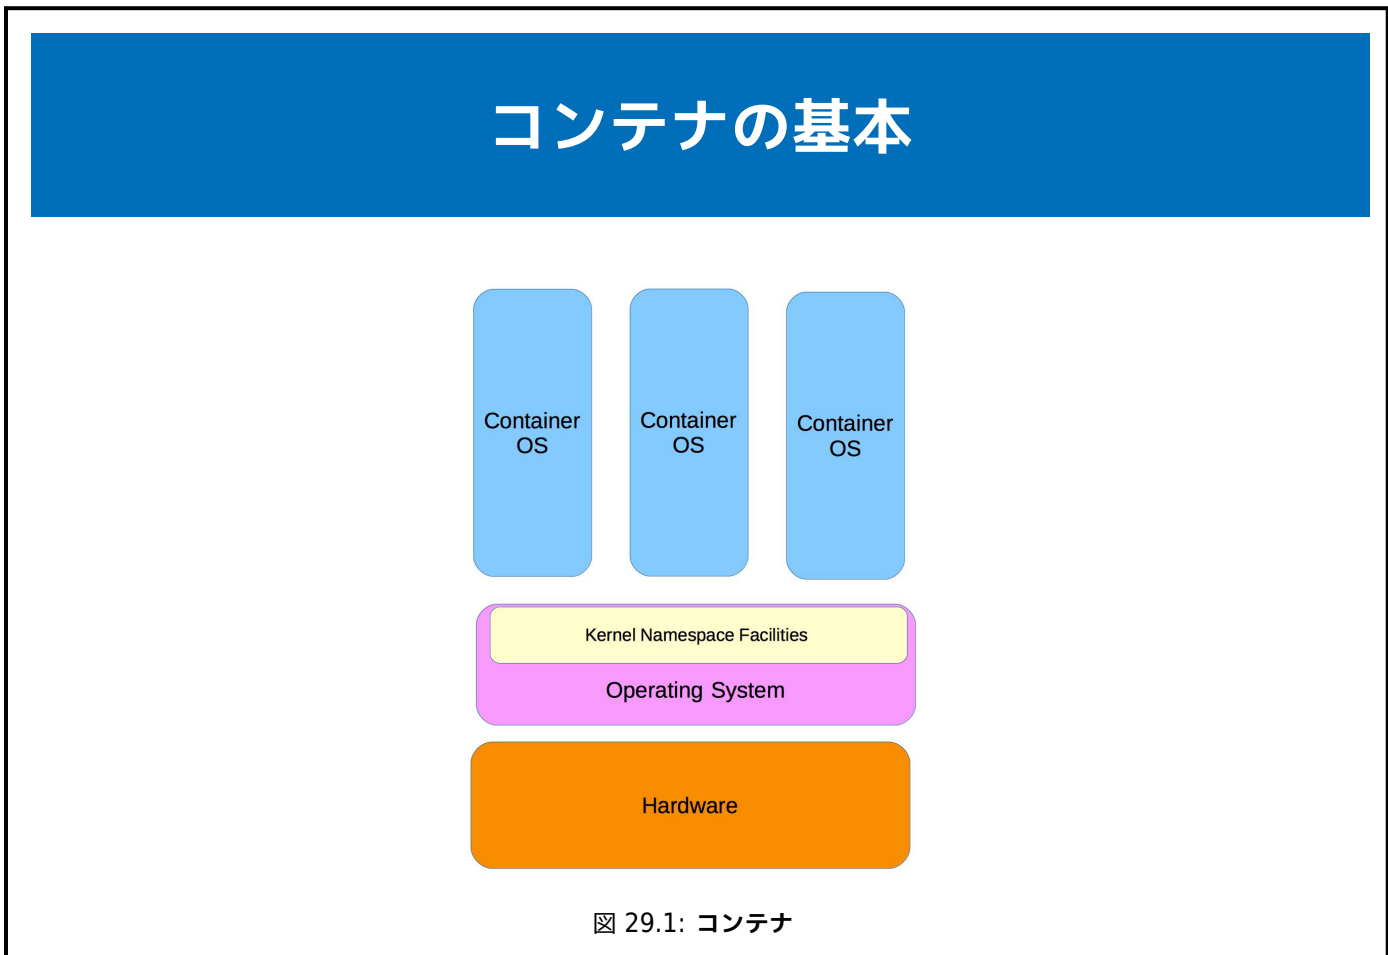 コンテナの基本
Container
OS
Container
OS
Container
OS
Kernel Namespace Facilities
Operating System
Hardware
図 29.1: コンテナ